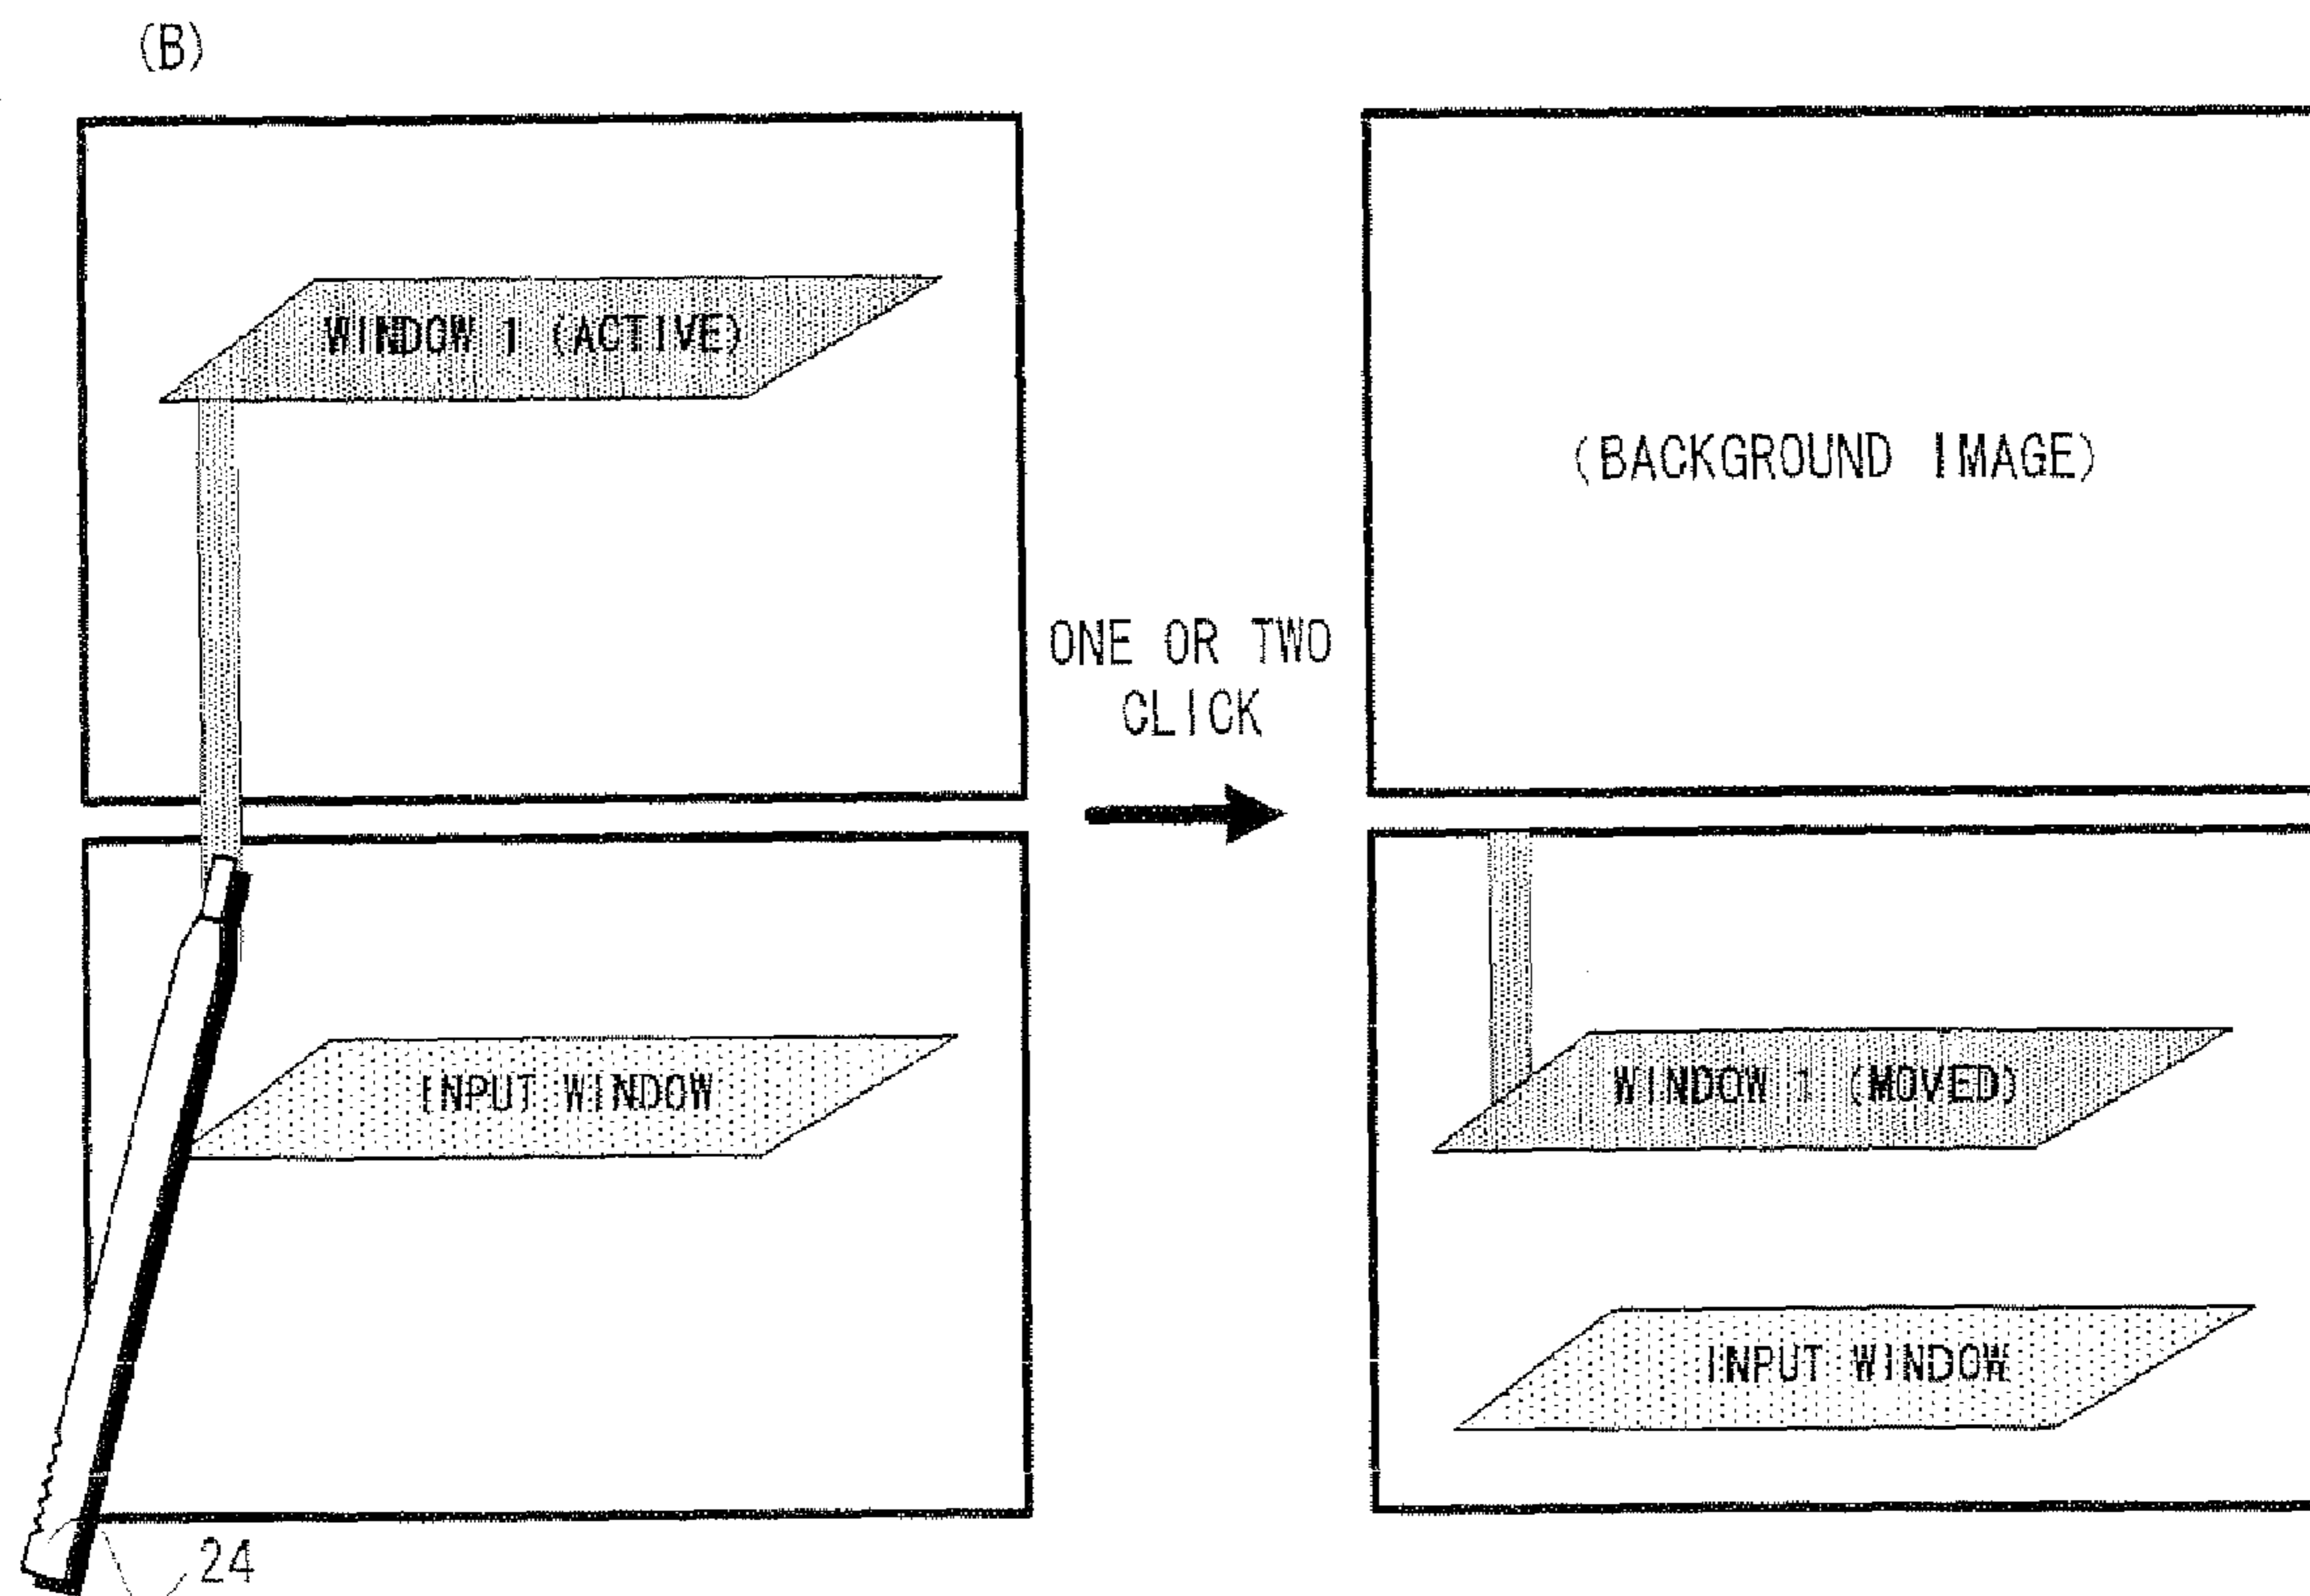 (B)
WINDOW 1 (ACTIVE)
(BACKGROUND IMAGE)
ONE OR TWO
CLICK
INPUT WINDOW
WINDOW 1 (MOVED)
INPUT WINDOW
24